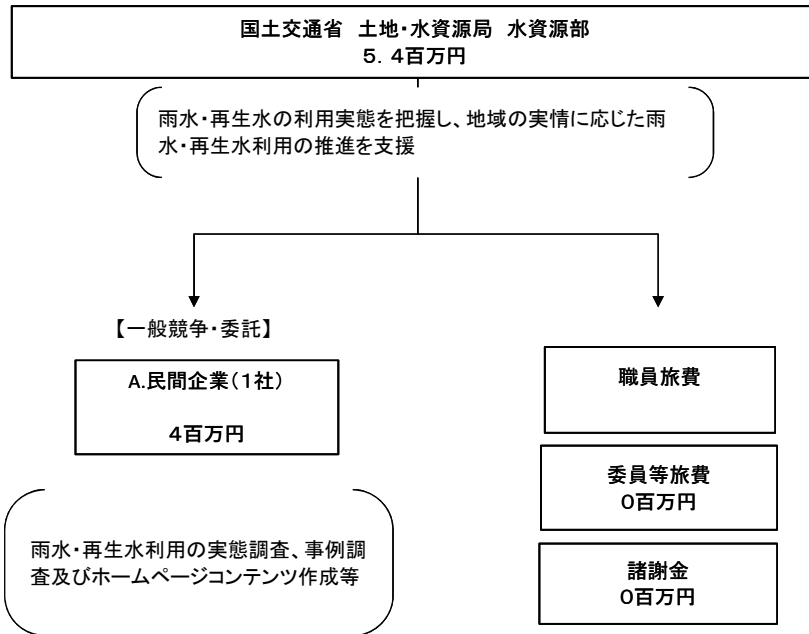 国土交通省　土地・水資源局　水資源部
５．４百万円
雨水・再生水の利用実態を把握し、地域の実情に応じた雨
水・再生水利用の推進を支援
【一般競争・委託】
A.民間企業（１社）
４百万円
雨水・再生水利用の実態調査、事例調
査及びホームページコンテンツ作成等
職員旅費
委員等旅費
０百万円
諸謝金
０百万円